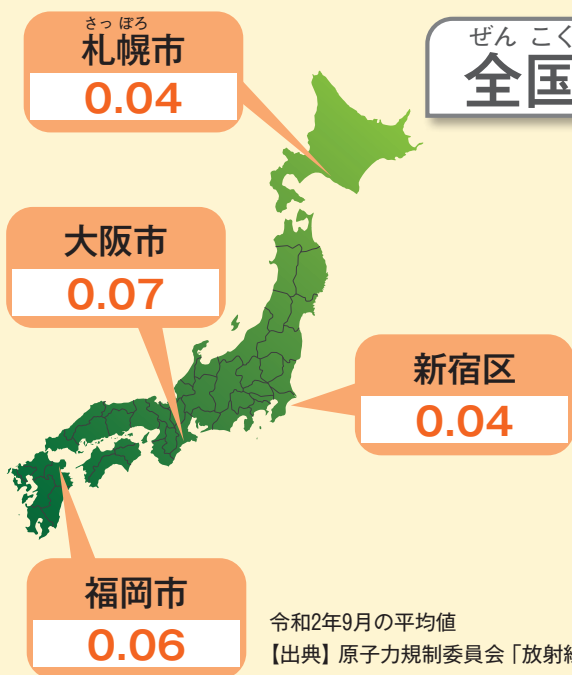 さっ ぽろ
札幌市
0.04
ぜん こく
全国
大阪市
0.07
新宿区
0.04
福岡市
0.06
令和2年9月の平均値
【出典】原子力規制委員会「放射線